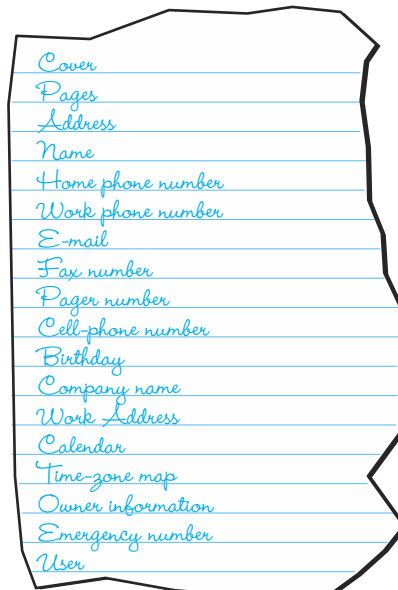 Cover
Pages
Address
Name
Home phone number
Work phone number
E-mail
Fax number
Pager number
Cell-phone number
Birthday
Company name
Work Address
Calendar
Time-zone map
Owner information
Emergency number
User